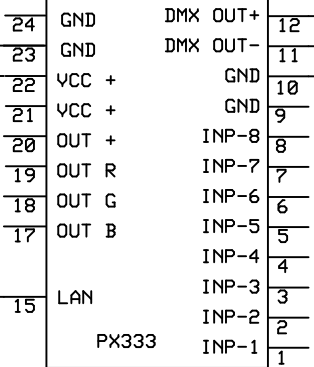 24 GND DMX OUT+ 12
23 GND DMX OUT- 11
22 VCC + GND 10
21 VCC + GND 9
20 OUT + INP-8 8
19 OUT R INP-7 7
18 OUT G INP-6 6
17 OUT B INP-5 5
INP-4 4
15 LAN INP-3 3
INP-2 2
PX333 INP-1 1